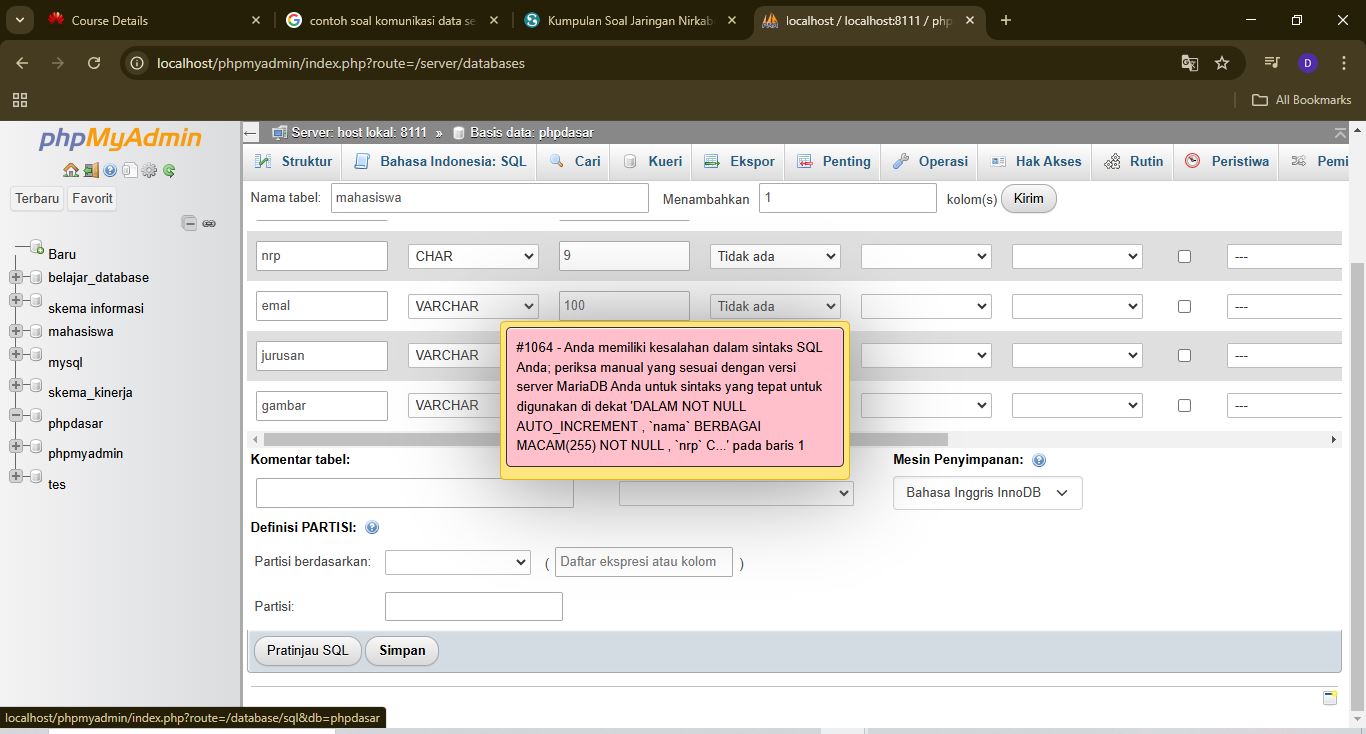 Course Details
contoh soal komunikasi data se
Kumpulan Soal Jaringan Nirkab
localhost / localhost:8111 / php
localhost/phpmyadmin/index.php?route=/server/databases
D
All Bookmarks
phpMyAdmin
Terbaru
Favorit
Baru
belajar_database
skema informasi
mahasiswa
mysql
skema_kinerja
phpdasar
phpmyadmin
tes
Server: host lokal: 8111 » Basis data: phpdasar
Struktur
Bahasa Indonesia: SQL
Cari
Kueri
Ekspor
Penting
Operasi
Hak Akses
Rutin
Peristiwa
Pemi
Nama tabel: mahasiswa Menambahkan 1 kolom(s) Kirim
nrp CHAR 9 Tidak ada ---
emal VARCHAR 100 Tidak ada ---
jurusan VARCHAR ---
gambar VARCHAR ---
#1064 - Anda memiliki kesalahan dalam sintaks SQL
Anda; periksa manual yang sesuai dengan versi
server MariaDB Anda untuk sintaks yang tepat untuk
digunakan di dekat 'DALAM NOT NULL
AUTO_INCREMENT , `nama` BERBAGAI
MACAM(255) NOT NULL , `nrp` C...' pada baris 1
Komentar tabel:
Mesin Penyimpanan:
Bahasa Inggris InnoDB
Definisi PARTISI:
Partisi berdasarkan: ( Daftar ekspresi atau kolom )
Partisi:
Pratinjau SQL
Simpan
localhost/phpmyadmin/index.php?route=/database/sql&db=phpdasar